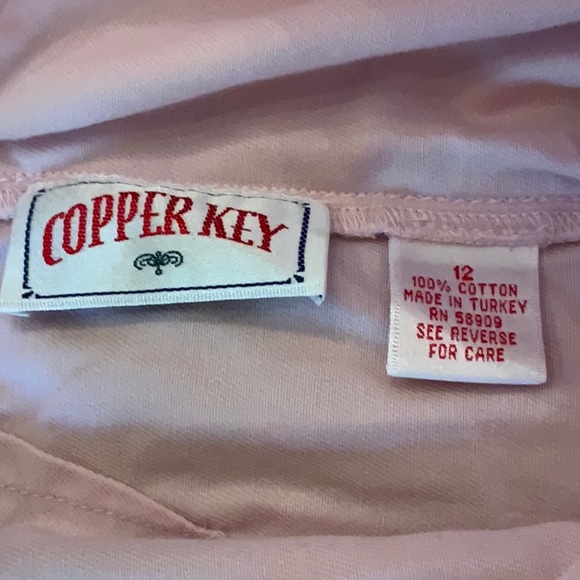 COPPER KEY
12
100% COTTON
MADE IN TURKEY
RN 58909
SEE REVERSE
FOR CARE